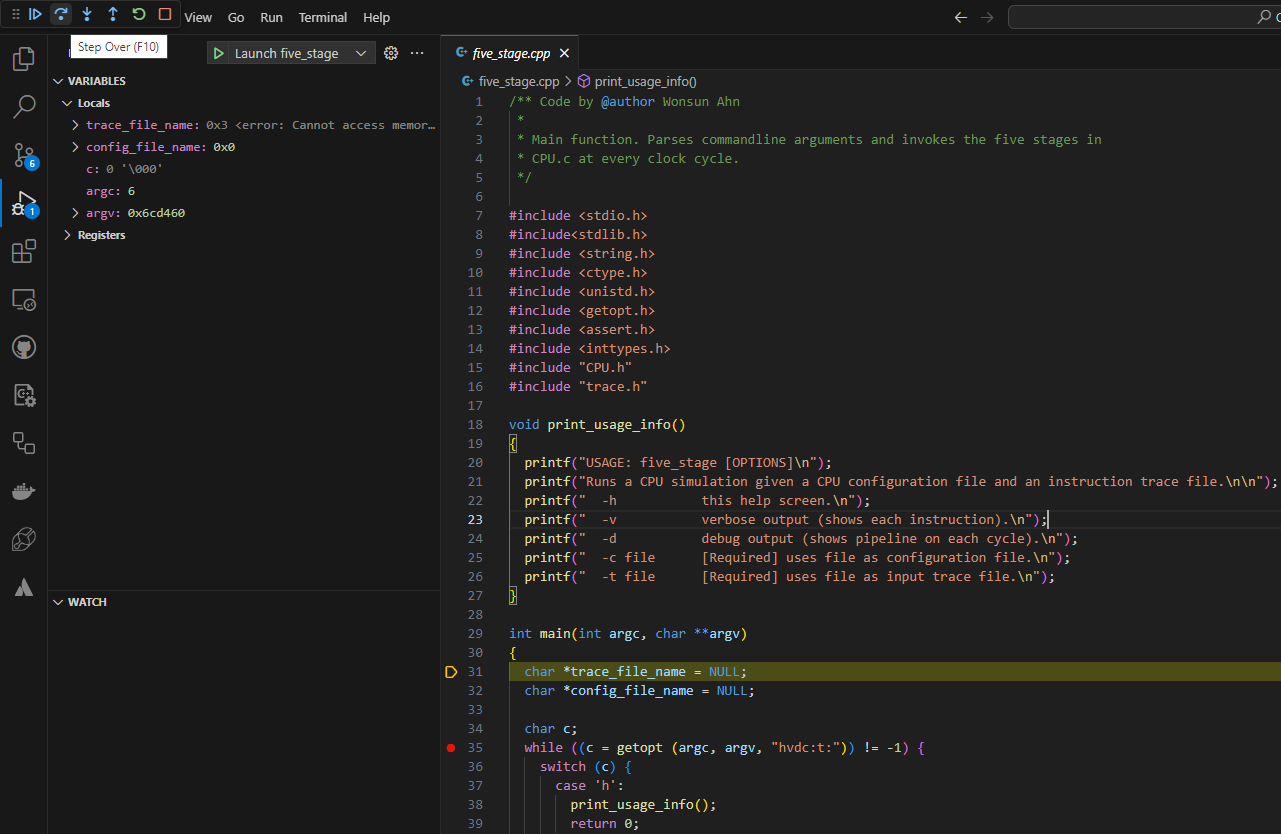 View Go Run Terminal Help
Step Over (F10)
Launch five_stage
five_stage.cpp
VARIABLES
Locals
trace_file_name: 0x3 <error: Cannot access memor…
config_file_name: 0x0
c: 0 '\000'
argc: 6
argv: 0x6cd460
Registers
6
1
WATCH
five_stage.cpp > print_usage_info()
1 /** Code by @author Wonsun Ahn
2 *
3 * Main function. Parses commandline arguments and invokes the five stages in
4 * CPU.c at every clock cycle.
5 */
6
7 #include <stdio.h>
8 #include<stdlib.h>
9 #include <string.h>
10 #include <ctype.h>
11 #include <unistd.h>
12 #include <getopt.h>
13 #include <assert.h>
14 #include <inttypes.h>
15 #include "CPU.h"
16 #include "trace.h"
17
18 void print_usage_info()
19 {
20 printf("USAGE: five_stage [OPTIONS]\n");
21 printf("Runs a CPU simulation given a CPU configuration file and an instruction trace file.\n\n");
22 printf("  -h           this help screen.\n");
23 printf("  -v           verbose output (shows each instruction).\n");
24 printf("  -d           debug output (shows pipeline on each cycle).\n");
25 printf("  -c file      [Required] uses file as configuration file.\n");
26 printf("  -t file      [Required] uses file as input trace file.\n");
27 }
28
29 int main(int argc, char **argv)
30 {
31 char *trace_file_name = NULL;
32 char *config_file_name = NULL;
33
34 char c;
35 while ((c = getopt (argc, argv, "hvdc:t:")) != -1) {
36 switch (c) {
37 case 'h':
38 print_usage_info();
39 return 0;